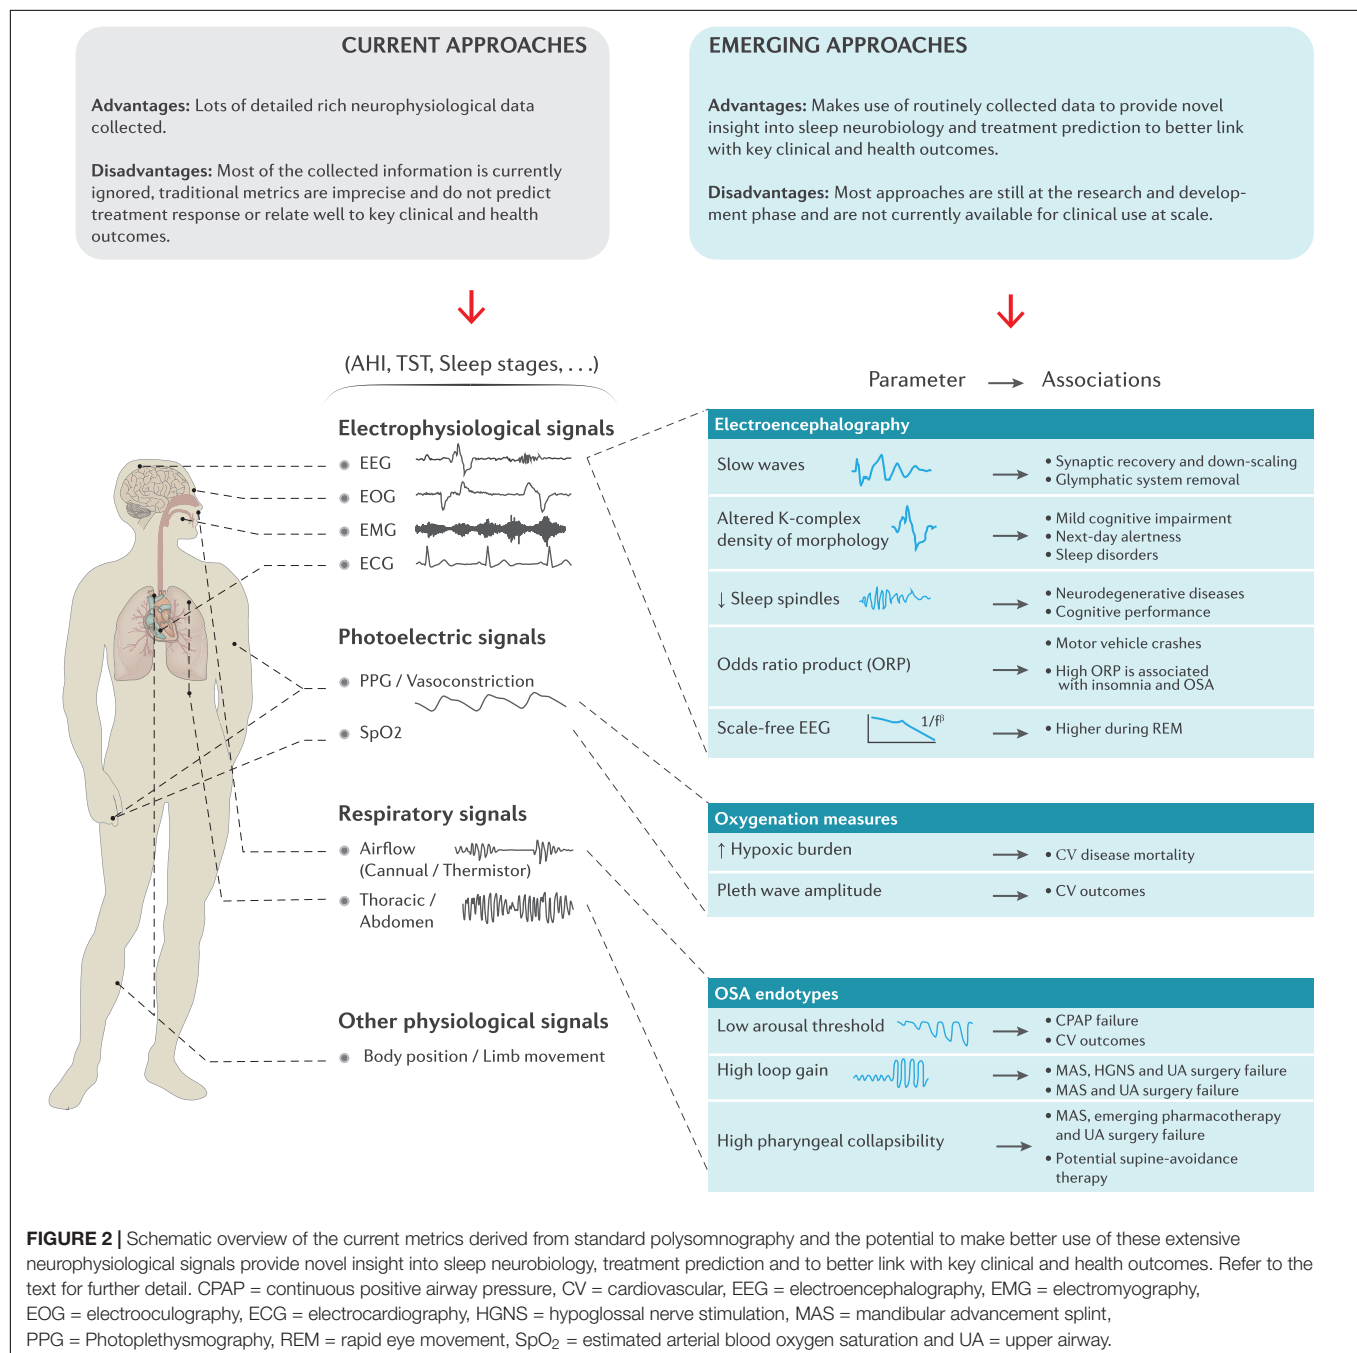 CURRENT APPROACHES
Advantages: Lots of detailed rich neurophysiological data
collected.
Disadvantages: Most of the collected information is currently
ignored, traditional metrics are imprecise and do not predict
treatment response or relate well to key clinical and health
outcomes.
EMERGING APPROACHES
Advantages: Makes use of routinely collected data to provide novel
insight into sleep neurobiology and treatment prediction to better link
with key clinical and health outcomes.
Disadvantages: Most approaches are still at the research and develop-
ment phase and are not currently available for clinical use at scale.
(AHI, TST, Sleep stages, . . .)
Electrophysiological signals
EEG
EOG
EMG
ECG
Photoelectric signals
PPG / Vasoconstriction
SpO2
Respiratory signals
Airflow
(Cannual / Thermistor)
Thoracic /
Abdomen
Other physiological signals
Body position / Limb movement
Parameter → Associations
Electroencephalography
Slow waves →
• Synaptic recovery and down-scaling
• Glymphatic system removal
Altered K-complex
density of morphology →
• Mild cognitive impairment
• Next-day alertness
• Sleep disorders
↓ Sleep spindles →
• Neurodegenerative diseases
• Cognitive performance
Odds ratio product (ORP) →
• Motor vehicle crashes
• High ORP is associated
with insomnia and OSA
Scale-free EEG 1/fᵝ →
• Higher during REM
Oxygenation measures
↑ Hypoxic burden → • CV disease mortality
Pleth wave amplitude → • CV outcomes
OSA endotypes
Low arousal threshold →
• CPAP failure
• CV outcomes
High loop gain →
• MAS, HGNS and UA surgery failure
• MAS and UA surgery failure
High pharyngeal collapsibility →
• MAS, emerging pharmacotherapy
and UA surgery failure
• Potential supine-avoidance
therapy
FIGURE 2 | Schematic overview of the current metrics derived from standard polysomnography and the potential to make better use of these extensive
neurophysiological signals provide novel insight into sleep neurobiology, treatment prediction and to better link with key clinical and health outcomes. Refer to the
text for further detail. CPAP = continuous positive airway pressure, CV = cardiovascular, EEG = electroencephalography, EMG = electromyography,
EOG = electrooculography, ECG = electrocardiography, HGNS = hypoglossal nerve stimulation, MAS = mandibular advancement splint,
PPG = Photoplethysmography, REM = rapid eye movement, SpO₂ = estimated arterial blood oxygen saturation and UA = upper airway.